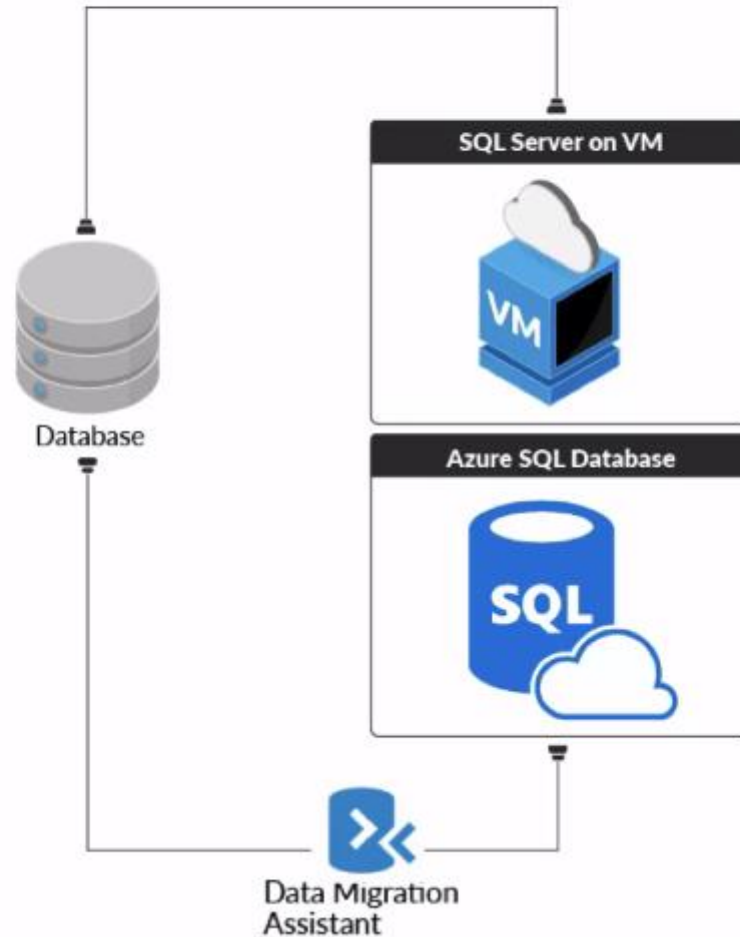 SQL Server on VM
VM
Database
Azure SQL Database
SQL
Data Migration
Assistant